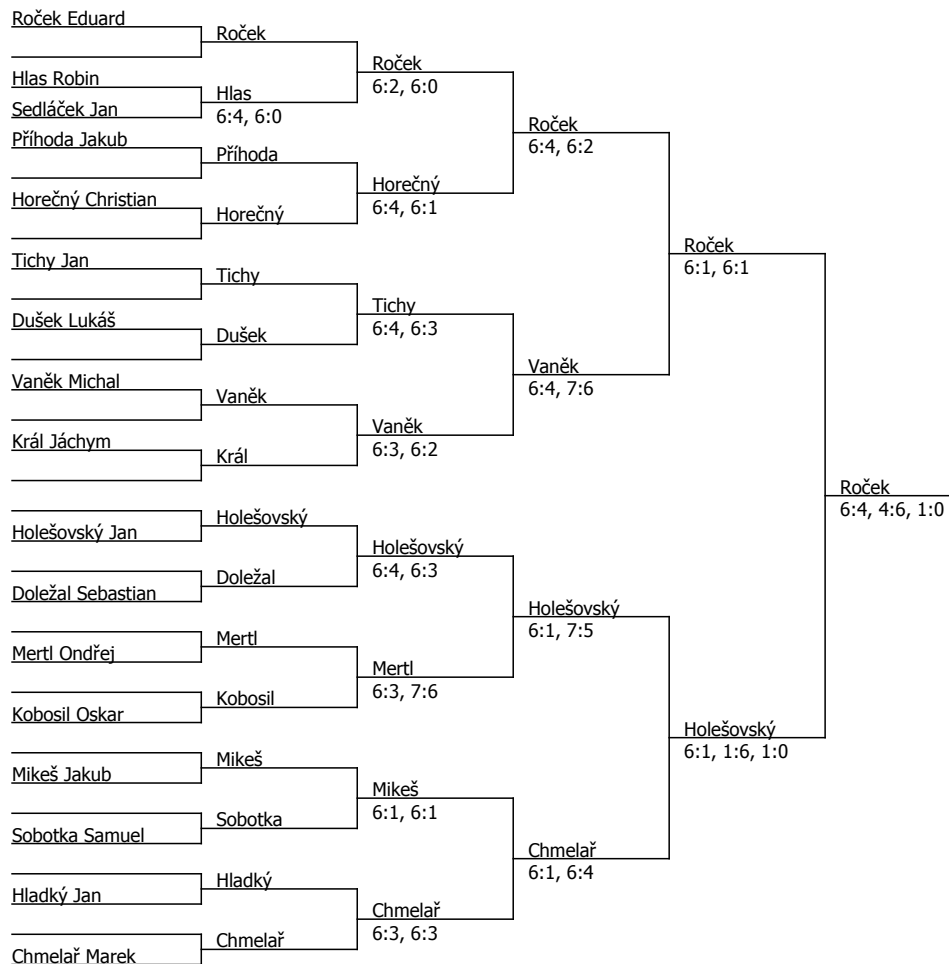 Roček Eduard
Hlas Robin
Sedláček Jan
Příhoda Jakub
Horečný Christian
Tichy Jan
Dušek Lukáš
Vaněk Michal
Král Jáchym
Holešovský Jan
Doležal Sebastian
Mertl Ondřej
Kobosil Oskar
Mikeš Jakub
Sobotka Samuel
Hladký Jan
Chmelař Marek
Roček
Hlas
6:4, 6:0
Příhoda
Horečný
Tichy
Dušek
Vaněk
Král
Holešovský
Doležal
Mertl
Kobosil
Mikeš
Sobotka
Hladký
Chmelař
Roček
6:2, 6:0
Horečný
6:4, 6:1
Tichy
6:4, 6:3
Vaněk
6:3, 6:2
Holešovský
6:4, 6:3
Mertl
6:3, 7:6
Mikeš
6:1, 6:1
Chmelař
6:3, 6:3
Roček
6:4, 6:2
Vaněk
6:4, 7:6
Holešovský
6:1, 7:5
Chmelař
6:1, 6:4
Roček
6:1, 6:1
Holešovský
6:1, 1:6, 1:0
Roček
6:4, 4:6, 1:0